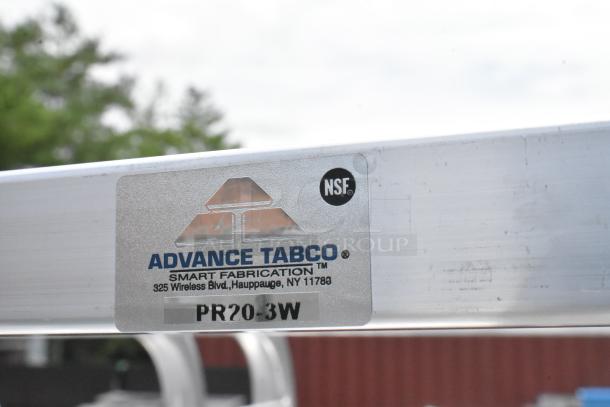 NSF
ADVANCE TABCO®
SMART FABRICATION™
325 Wireless Blvd.,Hauppauge, NY 11788
PR20-3W